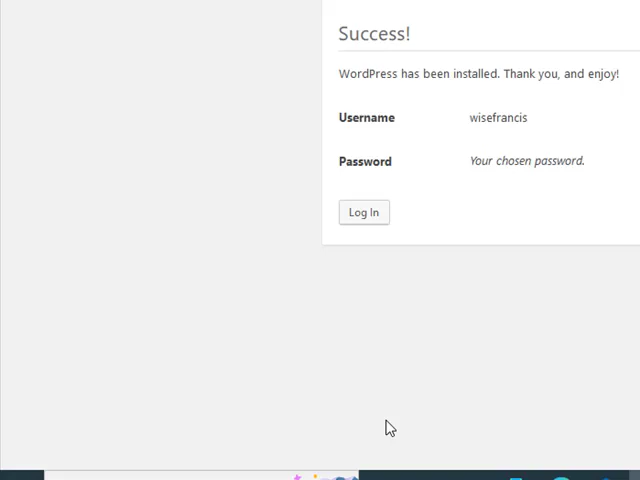 Success!
WordPress has been installed. Thank you, and enjoy!
Username wisefrancis
Password Your chosen password.
Log In